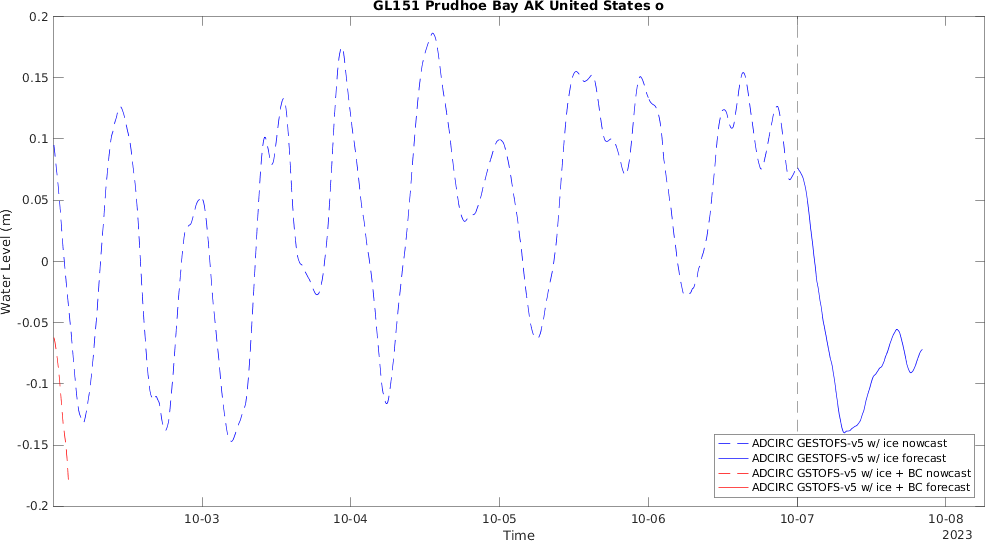 GL151 Prudhoe Bay AK United States o
0.2
0.15
0.1
0.05
0
-0.05
-0.1
-0.15
-0.2
Water Level (m)
ADCIRC GESTOFS-v5 w/ ice nowcast
ADCIRC GESTOFS-v5 w/ ice forecast
ADCIRC GSTOFS-v5 w/ ice + BC nowcast
ADCIRC GSTOFS-v5 w/ ice + BC forecast
10-03
10-04
10-05
10-06
10-07
10-08
Time
2023